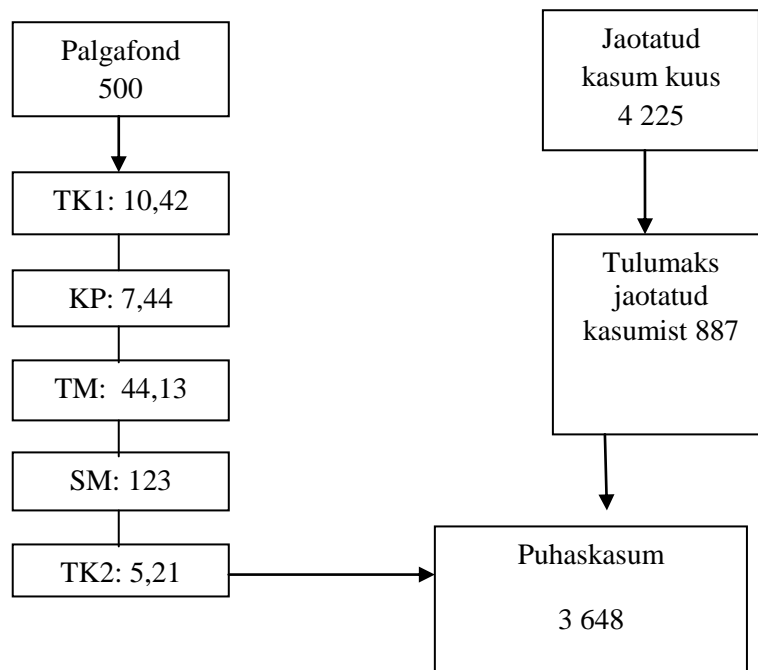 Palgafond
500
TK1: 10,42
KP: 7,44
TM: 44,13
SM: 123
TK2: 5,21
Jaotatud
kasum kuus
4 225
Tulumaks
jaotatud
kasumist 887
Puhaskasum
3 648